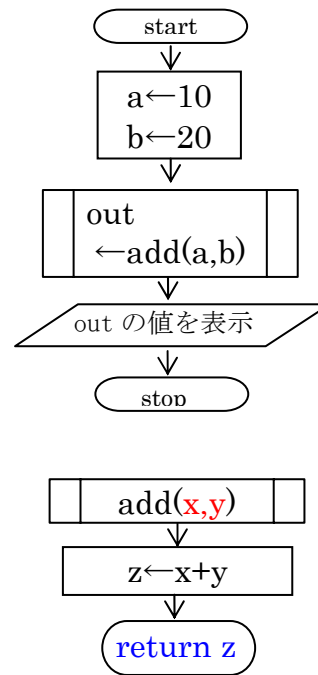 start
a←10
b←20
out
←add(a,b)
out の値を表示
stop
add(x,y)
z←x+y
return z